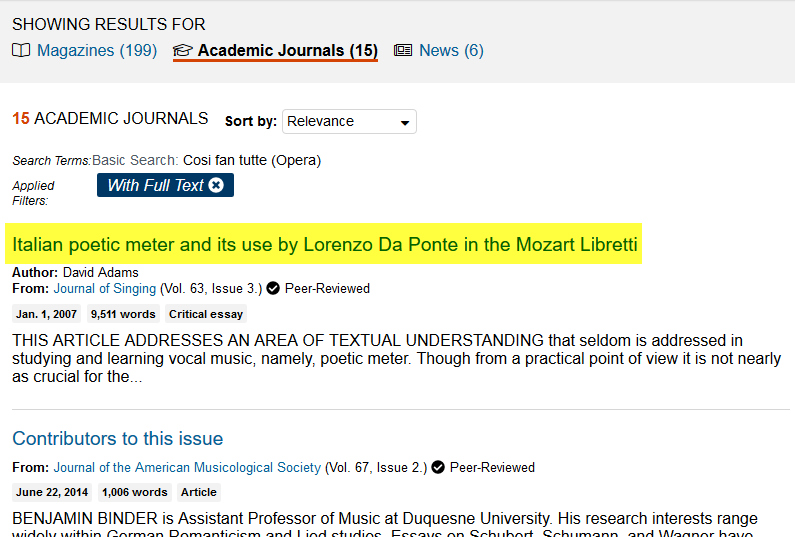 SHOWING RESULTS FOR
Magazines (199) Academic Journals (15) News (6)
15 ACADEMIC JOURNALS Sort by: Relevance
Search Terms:Basic Search: Cosi fan tutte (Opera)
Applied
Filters:
With Full Text
Italian poetic meter and its use by Lorenzo Da Ponte in the Mozart Libretti
Author: David Adams
From: Journal of Singing (Vol. 63, Issue 3.) Peer-Reviewed
Jan. 1, 2007 9,511 words Critical essay
THIS ARTICLE ADDRESSES AN AREA OF TEXTUAL UNDERSTANDING that seldom is addressed in
studying and learning vocal music, namely, poetic meter. Though from a practical point of view it is not nearly
as crucial for the...
Contributors to this issue
From: Journal of the American Musicological Society (Vol. 67, Issue 2.) Peer-Reviewed
June 22, 2014 1,006 words Article
BENJAMIN BINDER is Assistant Professor of Music at Duquesne University. His research interests range
widely within German Romanticism and Lied studies. Essays on Schubert, Schumann, and Wagner have